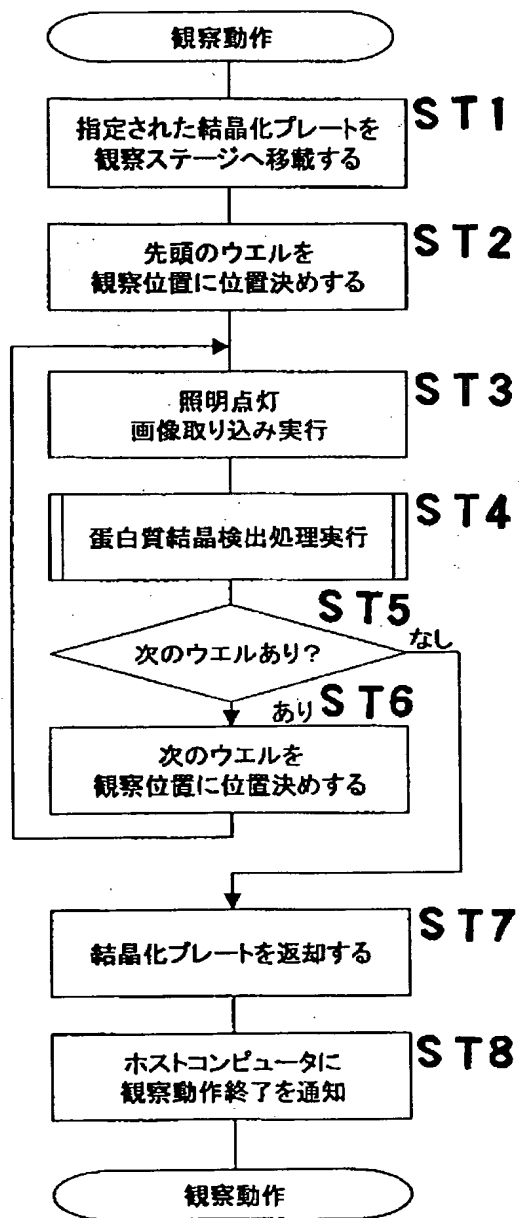 観察動作
指定された結晶化プレートを
観察ステージへ移載する
ST1
先頭のウエルを
観察位置に位置決めする
ST2
照明点灯
画像取り込み実行
ST3
蛋白質結晶検出処理実行
ST4
ST5
次のウエルあり?
なし
あり
ST6
次のウエルを
観察位置に位置決めする
結晶化プレートを返却する
ST7
ホストコンピュータに
観察動作終了を通知
ST8
観察動作